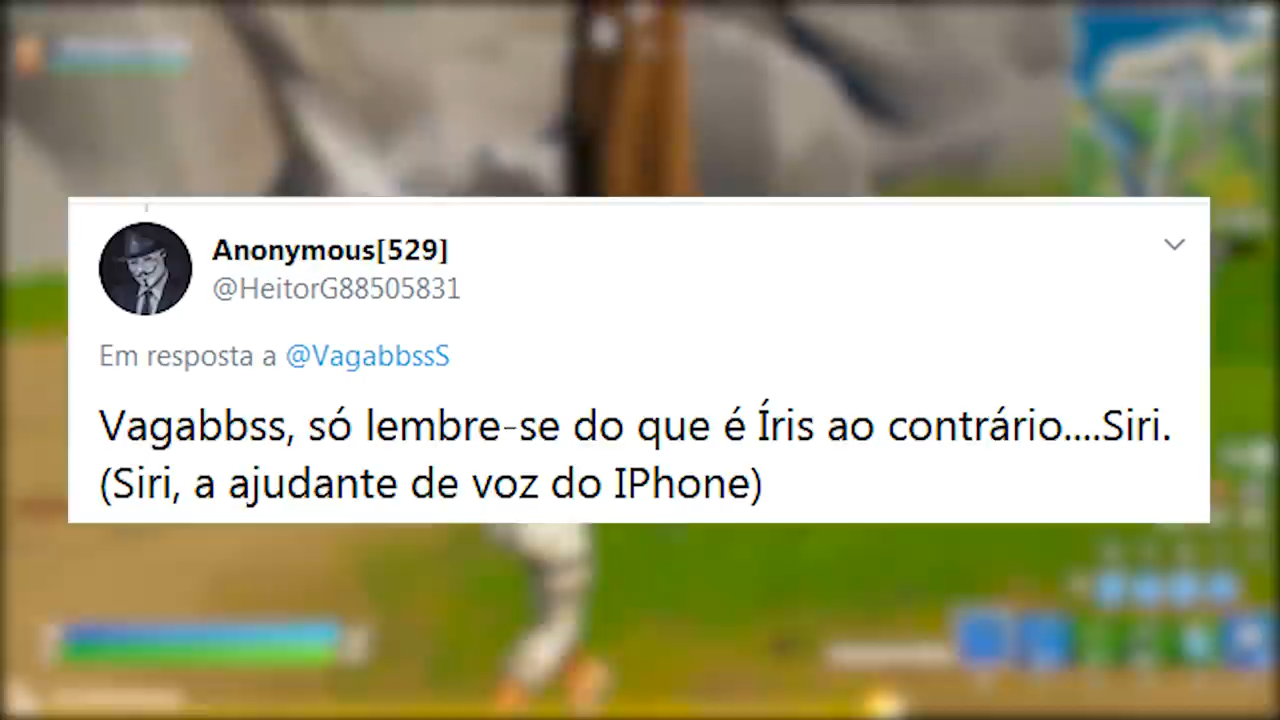 Anonymous[529]
@HeitorG88505831
Em resposta a @VagabbssS
Vagabbss, só lembre-se do que é Íris ao contrário....Siri.
(Siri, a ajudante de voz do IPhone)